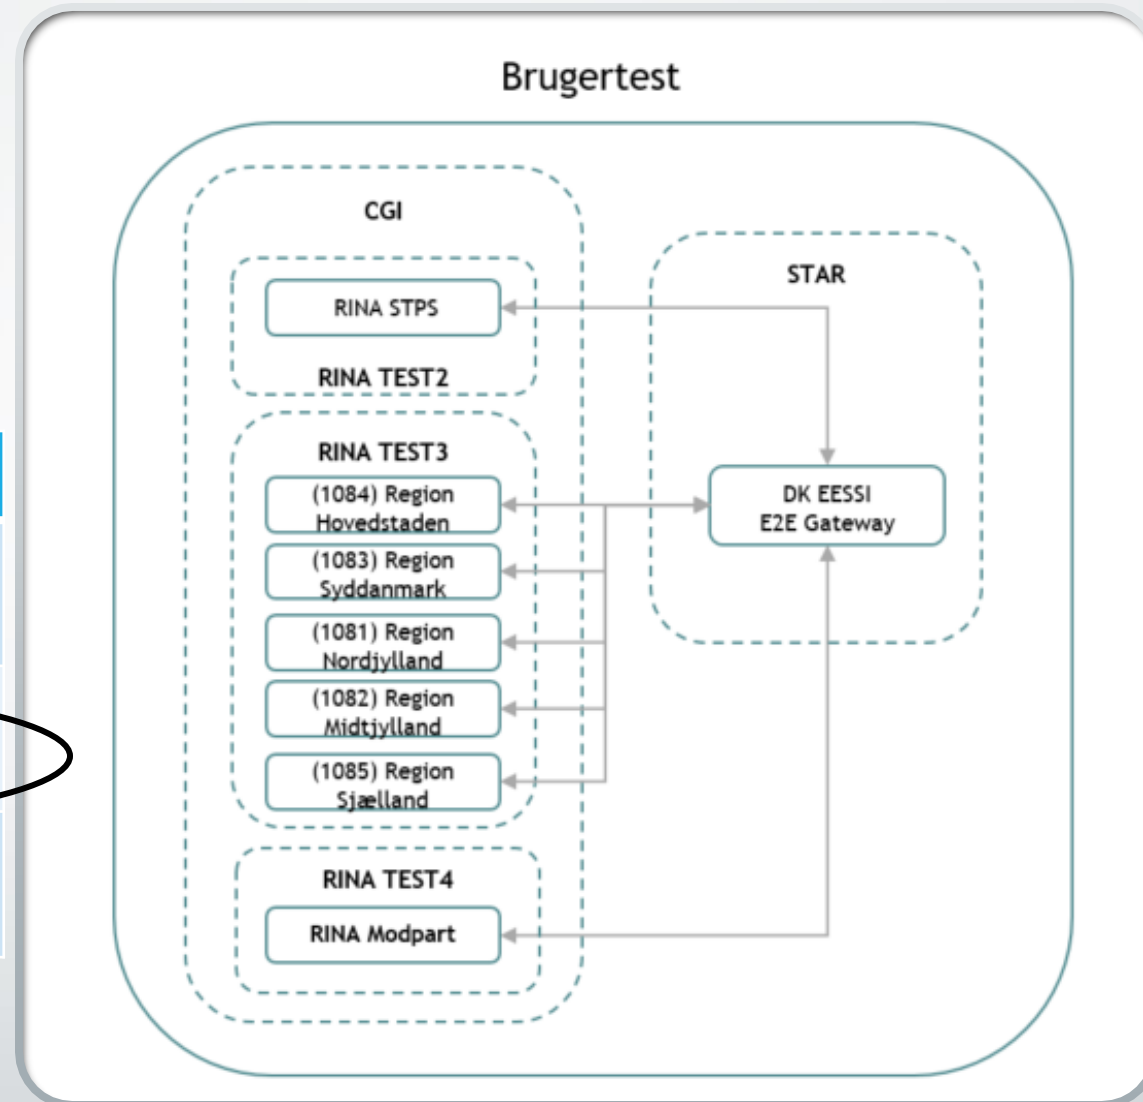 Brugertest
CGI
RINA STPS
RINA TEST2
RINA TEST3
(1084) Region
Hovedstaden
(1083) Region
Syddanmark
(1081) Region
Nordjylland
(1082) Region
Midtjylland
(1085) Region
Sjælland
RINA TEST4
RINA Modpart
STAR
DK EESSI
E2E Gateway